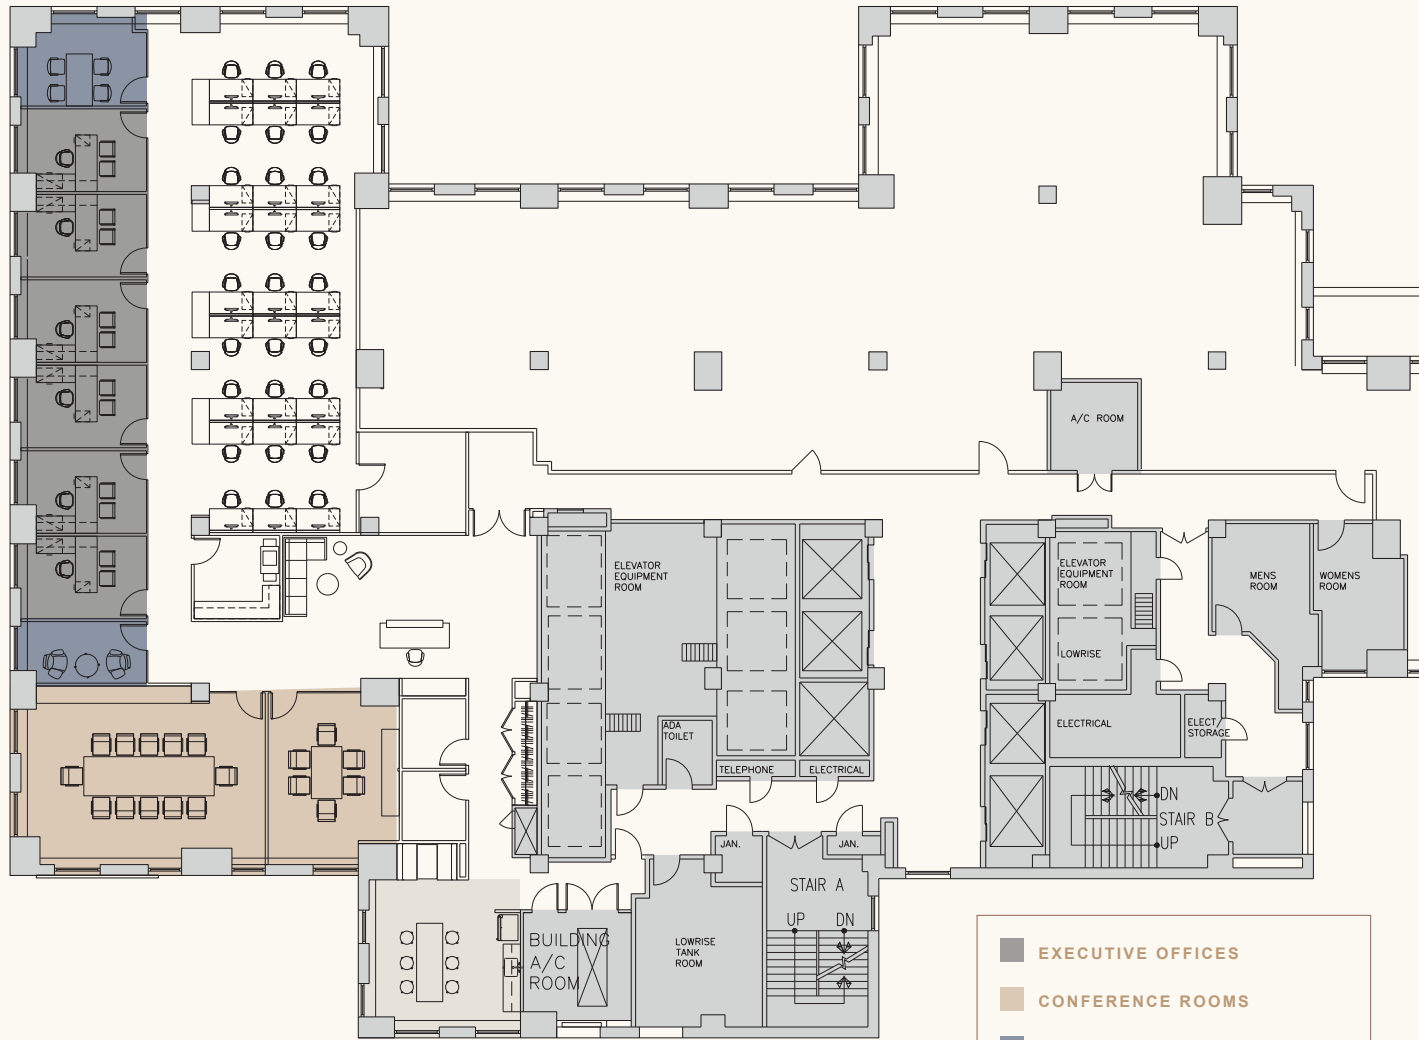 A/C ROOM
ELEVATOR
EQUIPMENT
ROOM
ELEVATOR
EQUIPMENT
ROOM
LOWRISE
MENS
ROOM
WOMENS
ROOM
ADA
TOILET
ELECTRICAL
ELECT
STORAGE
TELEPHONE
ELECTRICAL
DN
STAIR B
UP
JAN.
JAN.
STAIR A
UP
DN
BUILDING
A/C
ROOM
LOWRISE
TANK
ROOM
EXECUTIVE OFFICES
CONFERENCE ROOMS